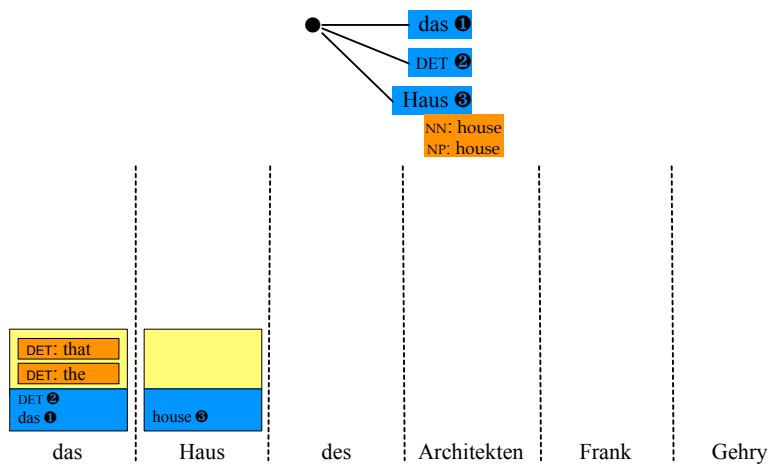 das ❶
DET ❷
Haus ❸
NN: house
NP: house
DET: that
DET: the
DET ❷
das ❶
house ❸
das Haus des Architekten Frank Gehry